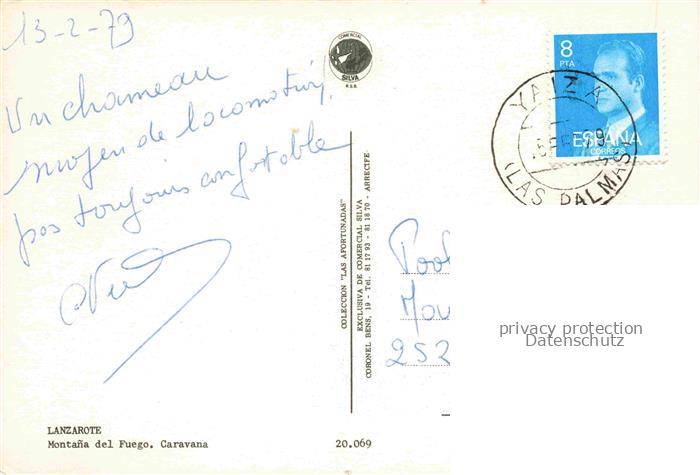 13-2-79
Un chameau
moyen de locomotion,
pas toujours confortable
COMERCIAL
SILVA
R.S.B.
8
PTA
ESPAÑA
CORREOS
YAIZA
(LAS PALMAS)
COLECCION "LAS AFORTUNADAS"
EXCLUSIVA DE COMERCIAL SILVA
CORONEL BENS, 19 - Tel. 81 17 93 - 81 18 70 - ARRECIFE
252
privacy protection
Datenschutz
LANZAROTE
Montaña del Fuego. Caravana
20.069